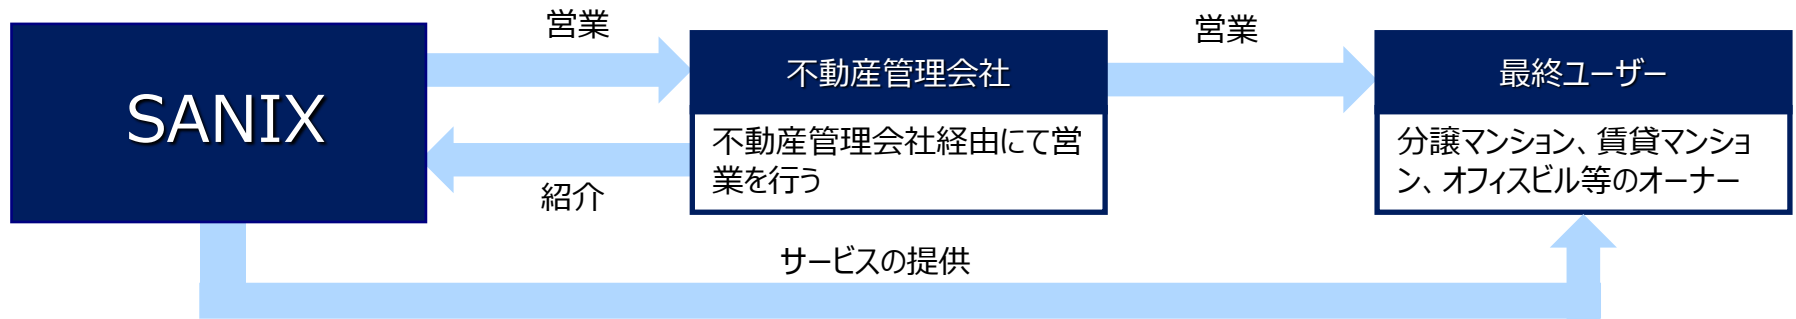 営業
営業
SANIX
不動産管理会社
最終ユーザー
不動産管理会社経由にて営
業を行う
分譲マンション、賃貸マンショ
ン、オフィスビル等のオーナー
紹介
サービスの提供